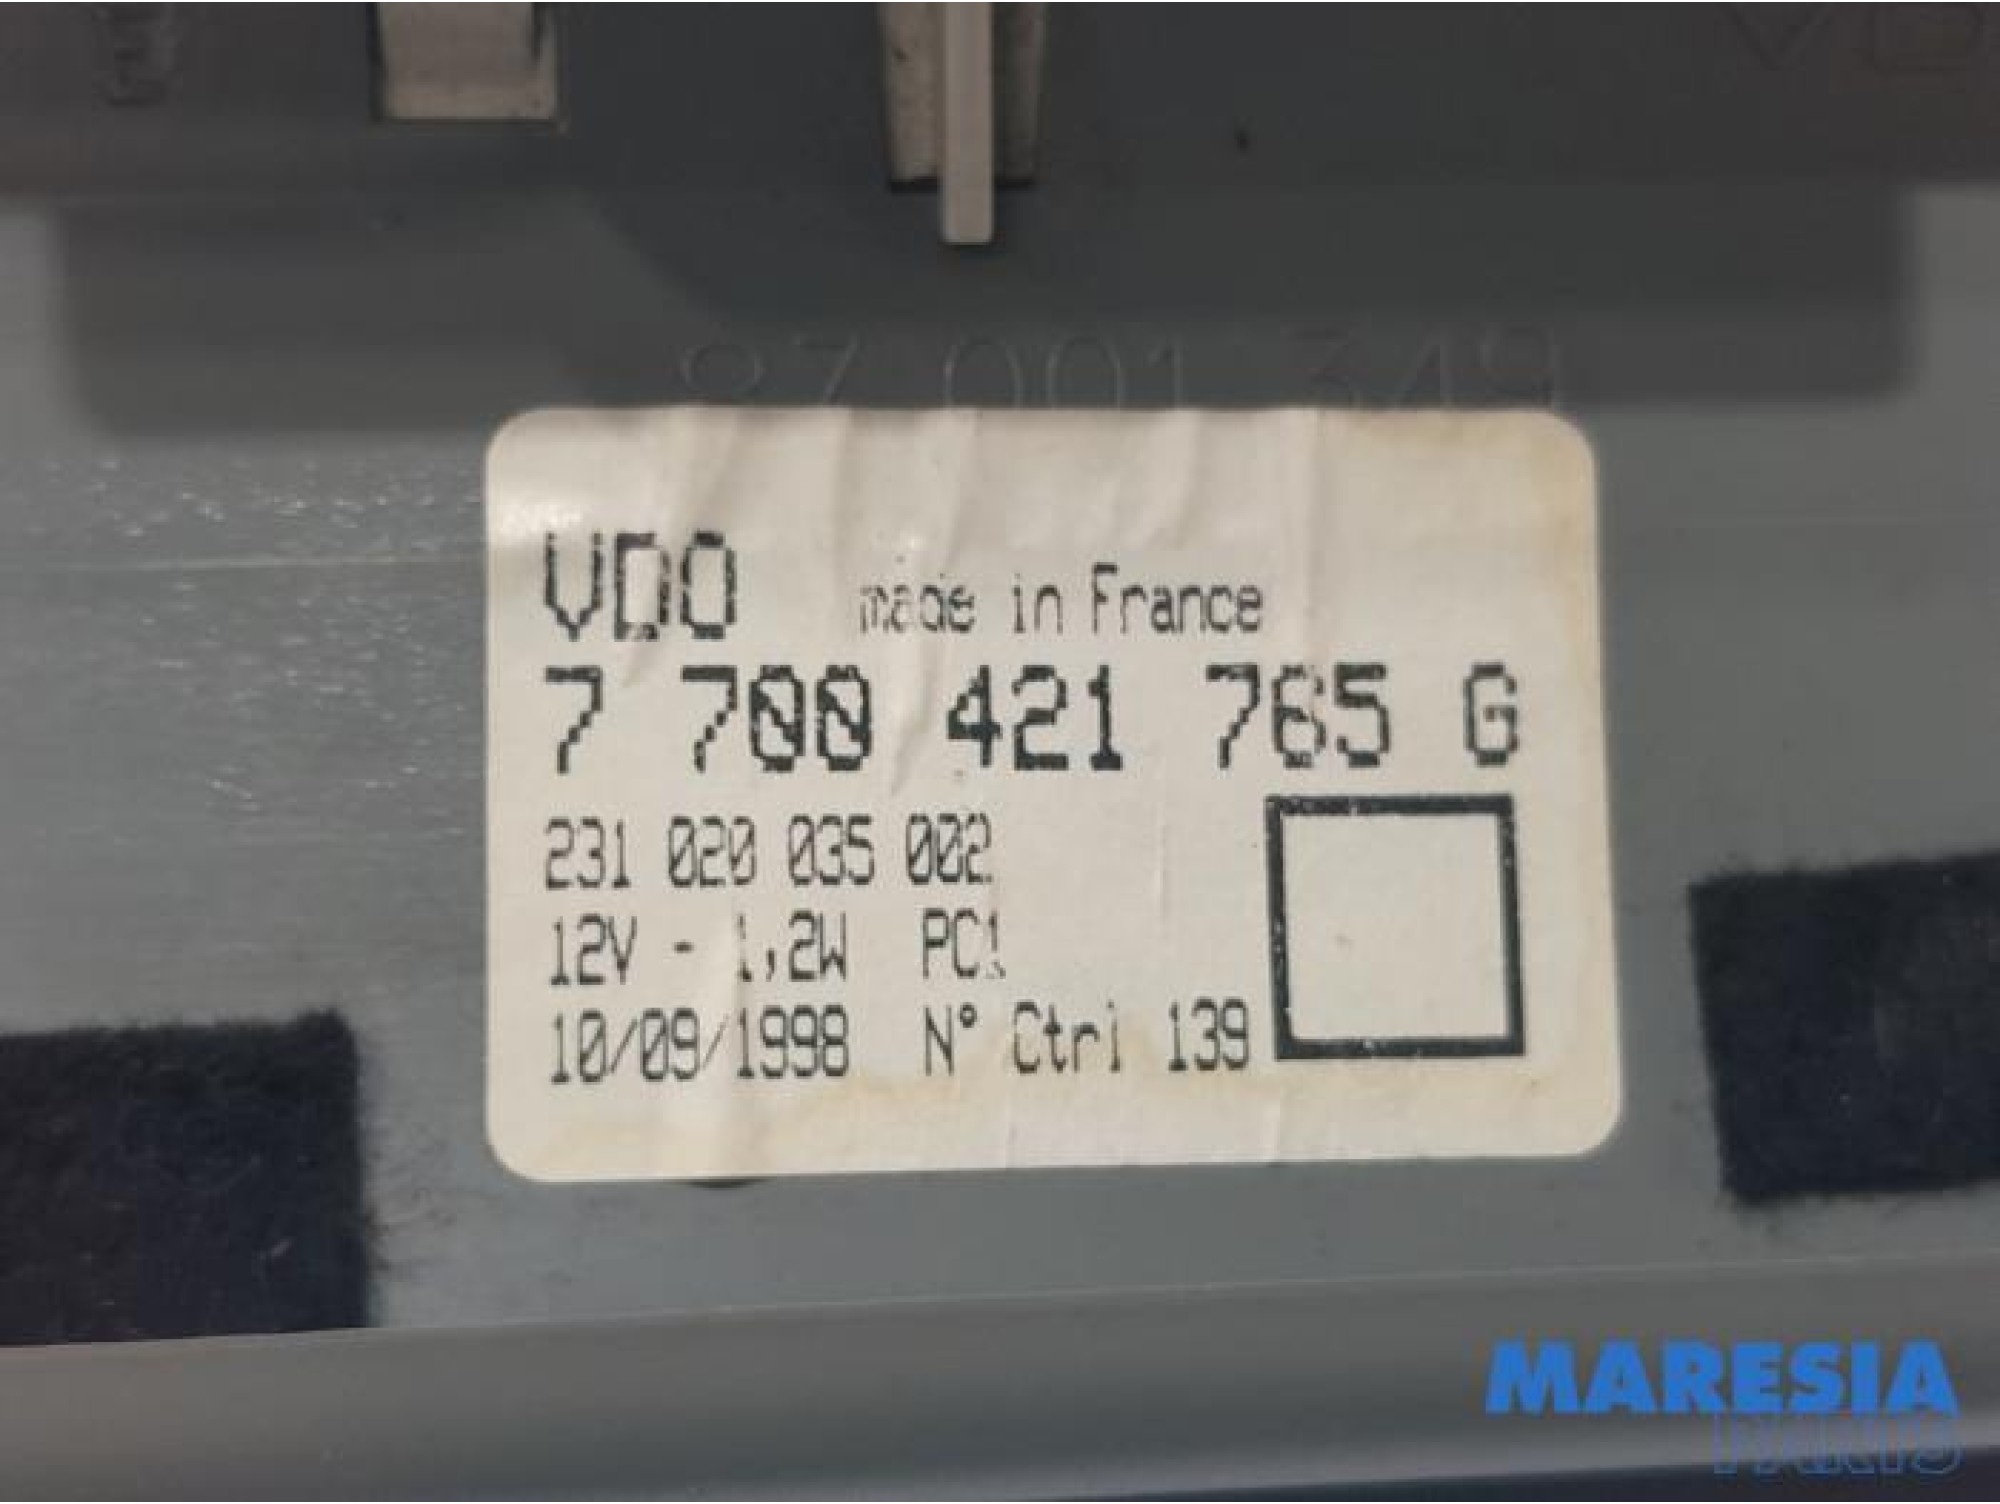 VDO made in France
7 700 421 765 G
231 020 035 002
12V - 1,2W PC1
10/09/1998 N° Ctrl 139
MARESIA
PARTS